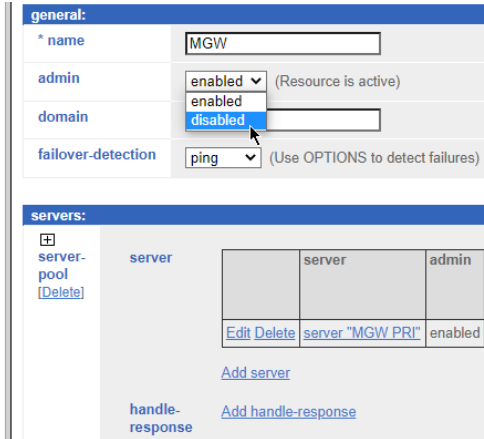 general:
* name MGW
admin enabled (Resource is active)
enabled
disabled
domain
failover-detection ping (Use OPTIONS to detect failures)
servers:
server-pool
[Delete]
server
server admin
Edit Delete server "MGW PRI" enabled
Add server
handle-response Add handle-response